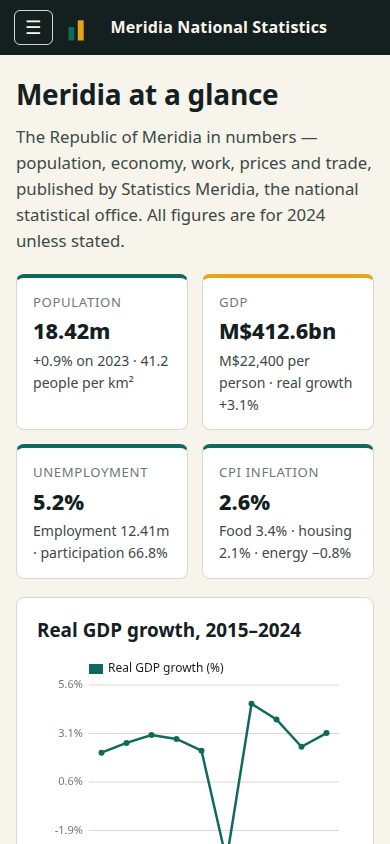 ☰ Meridia National Statistics
Meridia at a glance
The Republic of Meridia in numbers —
population, economy, work, prices and trade,
published by Statistics Meridia, the national
statistical office. All figures are for 2024
unless stated.
POPULATION
18.42m
+0.9% on 2023 · 41.2
people per km²
GDP
M$412.6bn
M$22,400 per
person · real growth
+3.1%
UNEMPLOYMENT
5.2%
Employment 12.41m
· participation 66.8%
CPI INFLATION
2.6%
Food 3.4% · housing
2.1% · energy −0.8%
Real GDP growth, 2015–2024
Real GDP growth (%)
5.6%
3.1%
0.6%
-1.9%